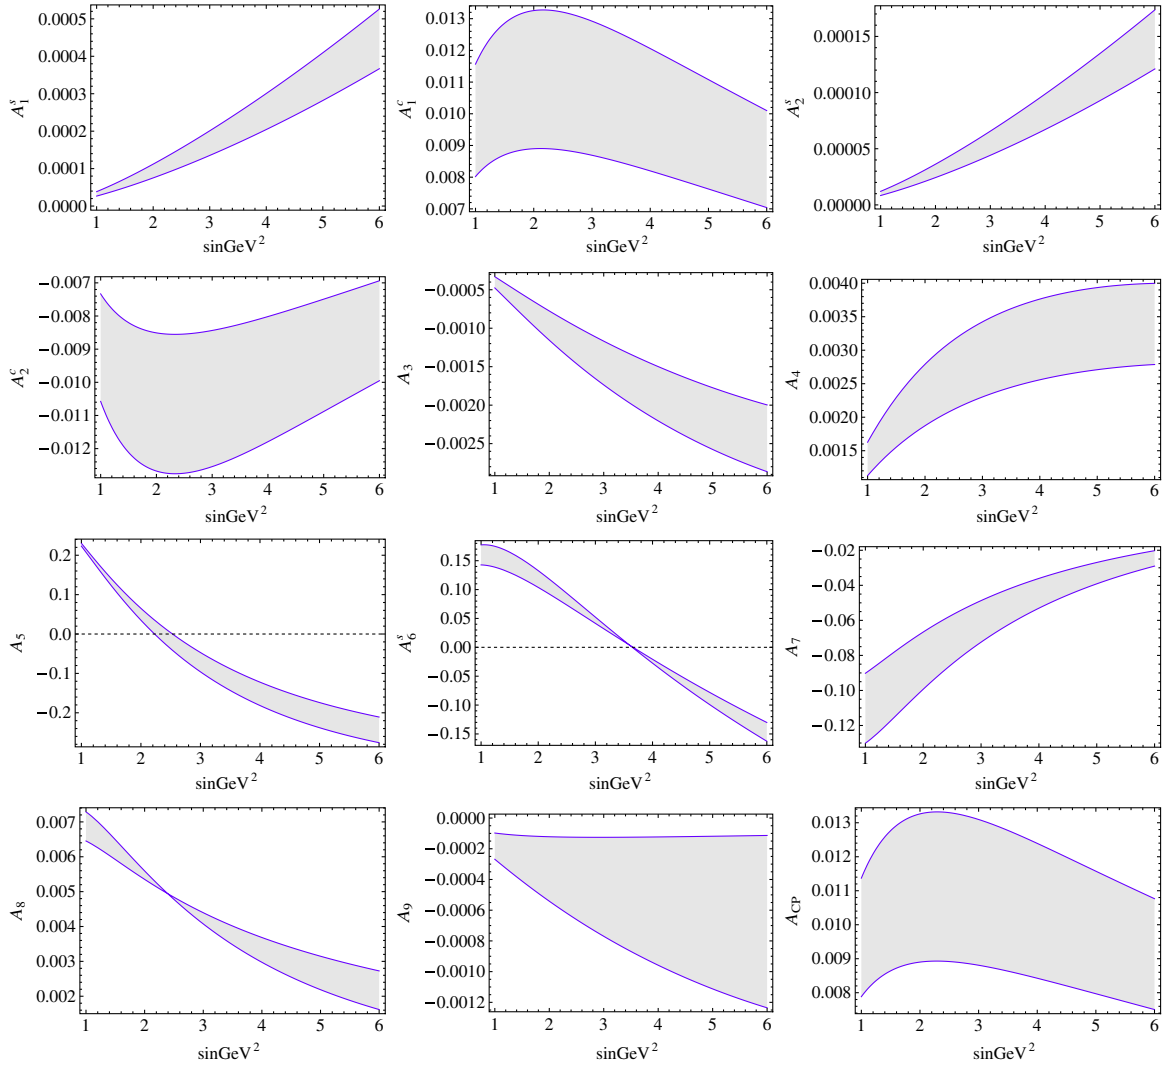 0.0005
0.0004
0.0003
0.0002
0.0001
0.0000
A_1^s
1 2 3 4 5 6
sinGeV^2
0.013
0.012
0.011
0.010
0.009
0.008
0.007
A_1^c
1 2 3 4 5 6
sinGeV^2
0.00015
0.00010
0.00005
0.00000
A_2^s
1 2 3 4 5 6
sinGeV^2
−0.007
−0.008
−0.009
−0.010
−0.011
−0.012
A_2^c
1 2 3 4 5 6
sinGeV^2
−0.0005
−0.0010
−0.0015
−0.0020
−0.0025
A_3
1 2 3 4 5 6
sinGeV^2
0.0040
0.0035
0.0030
0.0025
0.0020
0.0015
A_4
1 2 3 4 5 6
sinGeV^2
0.2
0.1
0.0
−0.1
−0.2
A_5
1 2 3 4 5 6
sinGeV^2
0.15
0.10
0.05
0.00
−0.05
−0.10
−0.15
A_6^s
1 2 3 4 5 6
sinGeV^2
−0.02
−0.04
−0.06
−0.08
−0.10
−0.12
A_7
1 2 3 4 5 6
sinGeV^2
0.007
0.006
0.005
0.004
0.003
0.002
A_8
1 2 3 4 5 6
sinGeV^2
0.0000
−0.0002
−0.0004
−0.0006
−0.0008
−0.0010
−0.0012
A_9
1 2 3 4 5 6
sinGeV^2
0.013
0.012
0.011
0.010
0.009
0.008
A_CP
1 2 3 4 5 6
sinGeV^2